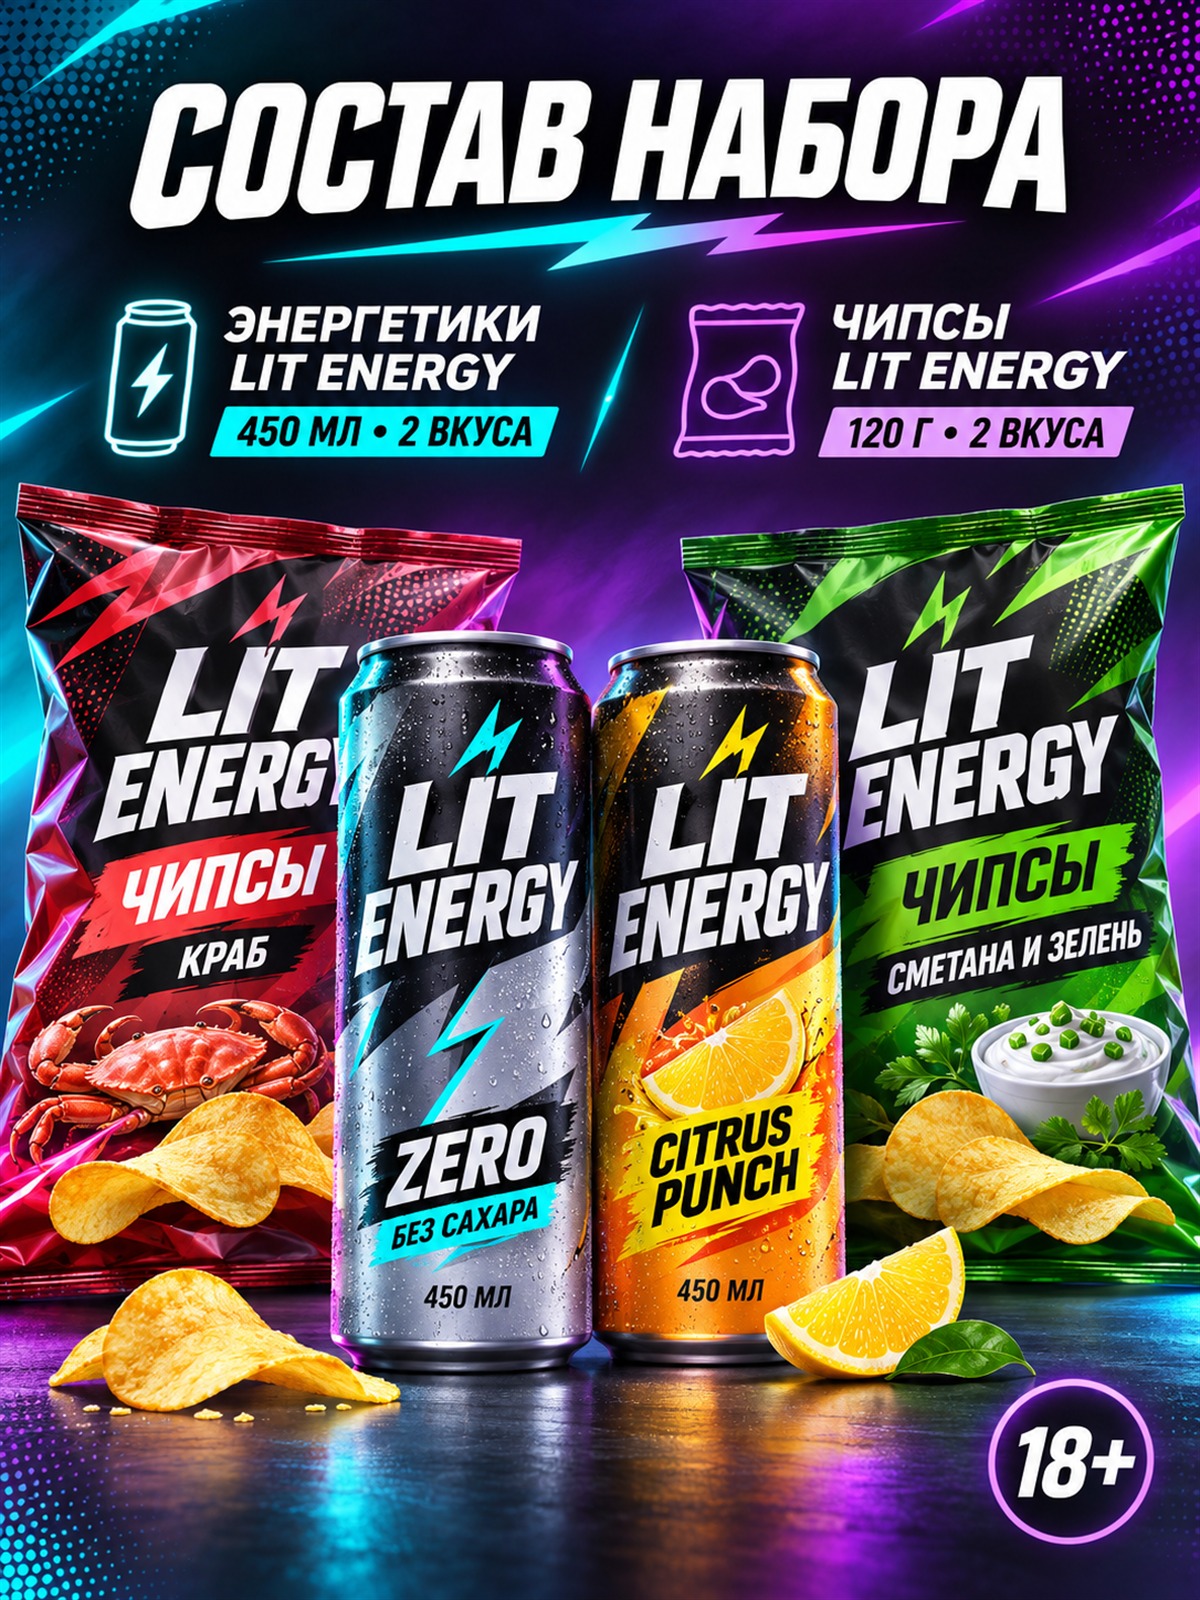 СОСТАВ НАБОРА
ЭНЕРГЕТИКИ
LIT ENERGY
450 МЛ • 2 ВКУСА
ЧИПСЫ
LIT ENERGY
120 Г • 2 ВКУСА
LIT
ENERGY
ЧИПСЫ
КРАБ
LIT
ENERGY
ZERO
БЕЗ САХАРА
450 МЛ
LIT
ENERGY
CITRUS
PUNCH
450 МЛ
LIT
ENERGY
ЧИПСЫ
СМЕТАНА И ЗЕЛЕНЬ
18+